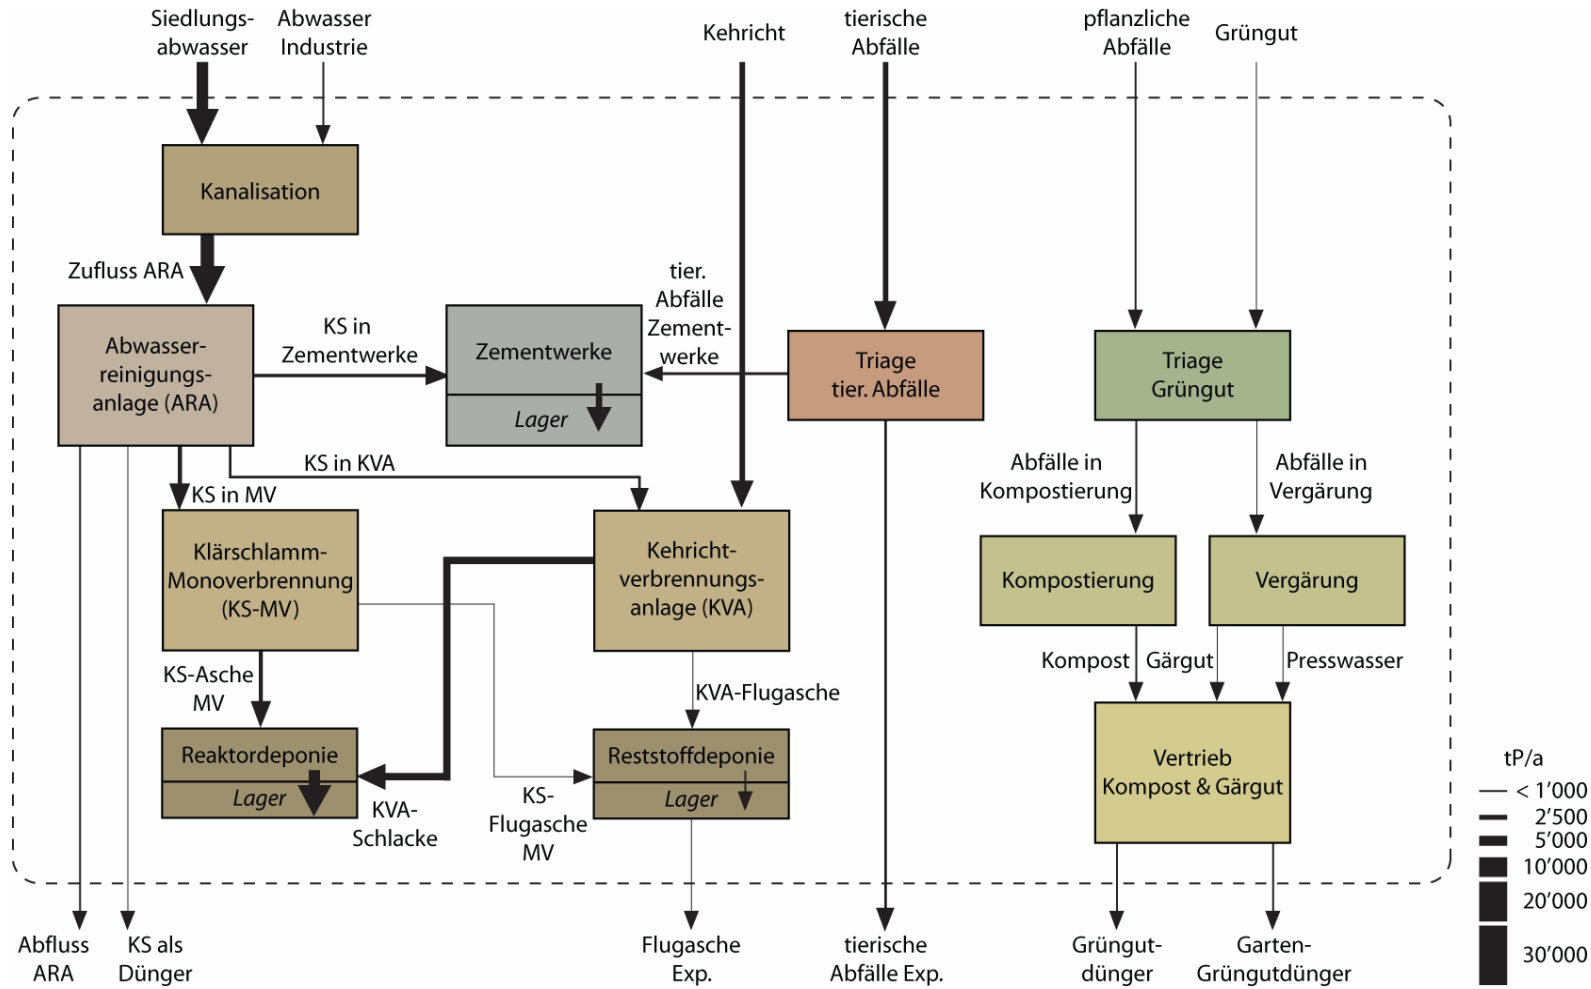 Siedlungs-
abwasser
Abwasser
Industrie
Kehricht
tierische
Abfälle
pflanzliche
Abfälle
Grüngut
Kanalisation
Zufluss ARA
Abwasser-
reinigungs-
anlage (ARA)
KS in
Zementwerke
Zementwerke
Lager
tier.
Abfälle
Zement-
werke
Triage
tier. Abfälle
Triage
Grüngut
KS in KVA
KS in MV
Abfälle in
Kompostierung
Abfälle in
Vergärung
Klärschlamm-
Monoverbrennung
(KS-MV)
Kehricht-
verbrennungs-
anlage (KVA)
Kompostierung
Vergärung
KS-Asche
MV
KVA-Flugasche
Kompost
Gärgut
Presswasser
Reaktordeponie
Lager
KVA-
Schlacke
KS-
Flugasche
MV
Reststoffdeponie
Lager
Vertrieb
Kompost & Gärgut
tP/a
< 1’000
2’500
5’000
10’000
20’000
30’000
Abfluss
ARA
KS als
Dünger
Flugasche
Exp.
tierische
Abfälle Exp.
Grüngut-
dünger
Garten-
Grüngutdünger